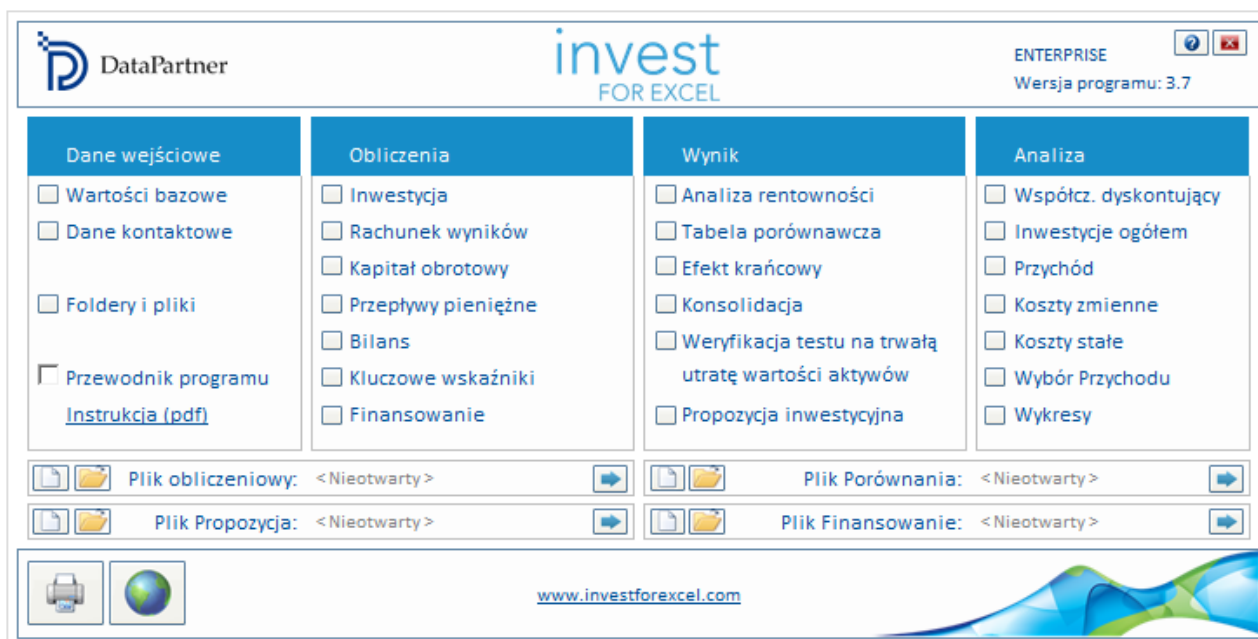 DataPartner
invest
FOR EXCEL
ENTERPRISE
Wersja programu: 3.7
Dane wejściowe
Wartości bazowe
Dane kontaktowe
Foldery i pliki
Przewodnik programu
Instrukcja (pdf)
Obliczenia
Inwestycja
Rachunek wyników
Kapitał obrotowy
Przepływy pieniężne
Bilans
Kluczowe wskaźniki
Finansowanie
Wynik
Analiza rentowności
Tabela porównawcza
Efekt krańcowy
Konsolidacja
Weryfikacja testu na trwałą
utratę wartości aktywów
Propozycja inwestycyjna
Analiza
Współcz. dyskontujący
Inwestycje ogółem
Przychód
Koszty zmienne
Koszty stałe
Wybór Przychodu
Wykresy
Plik obliczeniowy: <Nieotwarty>
Plik Porównania: <Nieotwarty>
Plik Propozycja: <Nieotwarty>
Plik Finansowanie: <Nieotwarty>
www.investforexcel.com